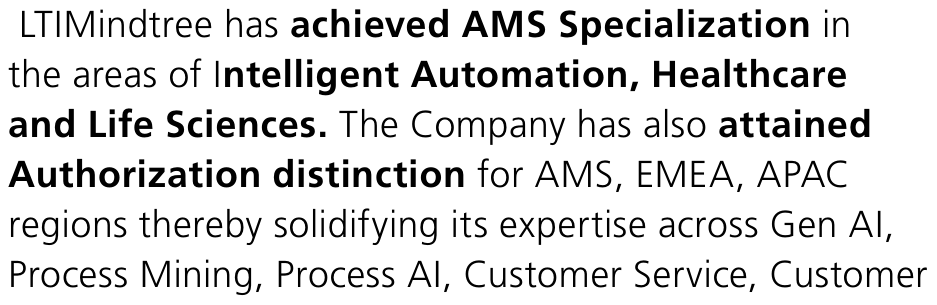 LTIMindtree has achieved AMS Specialization in
the areas of Intelligent Automation, Healthcare
and Life Sciences. The Company has also attained
Authorization distinction for AMS, EMEA, APAC
regions thereby solidifying its expertise across Gen AI,
Process Mining, Process AI, Customer Service, Customer